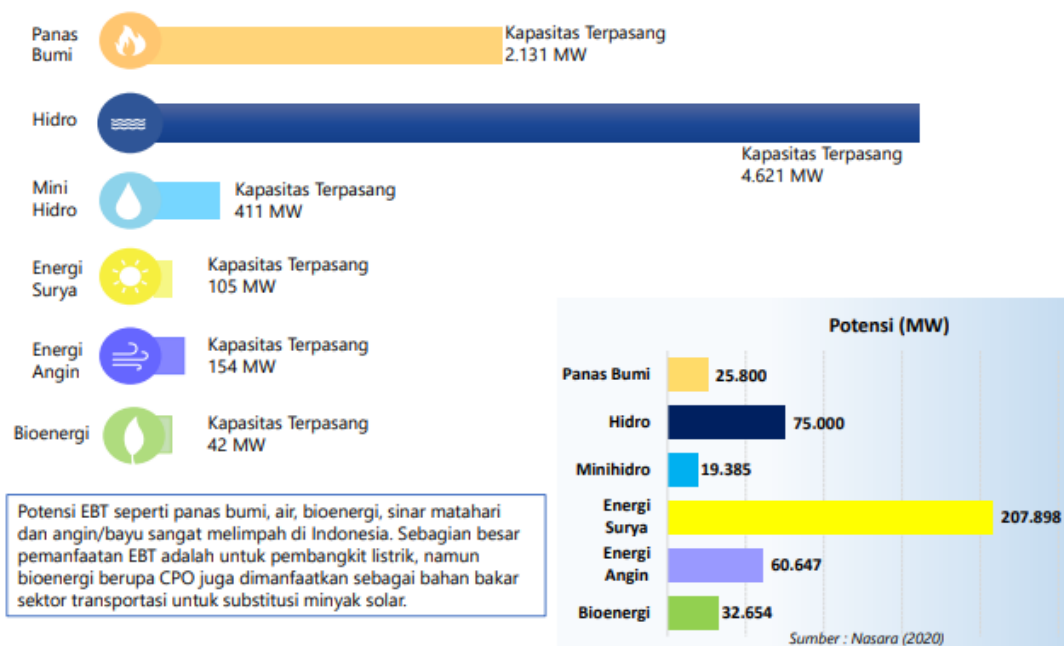 Panas
Bumi
Kapasitas Terpasang
2.131 MW
Hidro
Kapasitas Terpasang
4.621 MW
Mini
Hidro
Kapasitas Terpasang
411 MW
Energi
Surya
Kapasitas Terpasang
105 MW
Energi
Angin
Kapasitas Terpasang
154 MW
Bioenergi
Kapasitas Terpasang
42 MW
Potensi EBT seperti panas bumi, air, bioenergi, sinar matahari
dan angin/bayu sangat melimpah di Indonesia. Sebagian besar
pemanfaatan EBT adalah untuk pembangkit listrik, namun
bioenergi berupa CPO juga dimanfaatkan sebagai bahan bakar
sektor transportasi untuk substitusi minyak solar.
Potensi (MW)
Panas Bumi 25.800
Hidro 75.000
Minihidro 19.385
Energi
Surya 207.898
Energi
Angin 60.647
Bioenergi 32.654
Sumber : Nasara (2020)